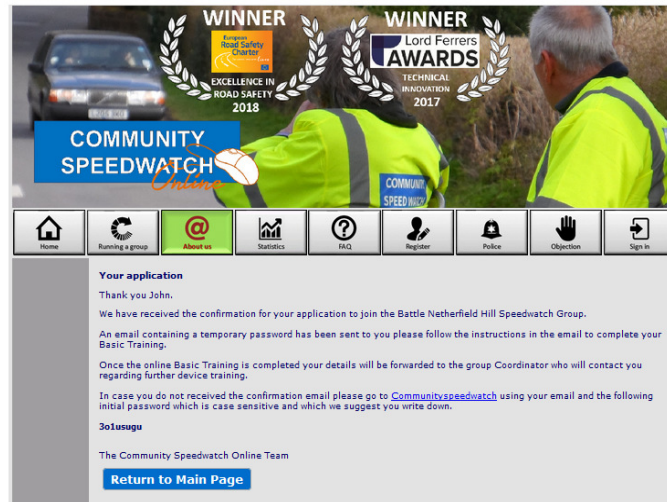 WINNER
European
Road Safety
Charter
EXCELLENCE IN
ROAD SAFETY
2018
WINNER
Lord Ferrers
AWARDS
TECHNICAL
INNOVATION
2017
COMMUNITY
SPEEDWATCH
Online
COMMUNITY
SPEED WATCH
Home
Running a group
About us
Statistics
FAQ
Register
Police
Objection
Sign in
Your application
Thank you John.
We have received the confirmation for your application to join the Battle Netherfield Hill Speedwatch Group.
An email containing a temporary password has been sent to you please follow the instructions in the email to complete your
Basic Training.
Once the online Basic Training is completed your details will be forwarded to the group Coordinator who will contact you
regarding further device training.
In case you do not received the confirmation email please go to Communityspeedwatch using your email and the following
initial password which is case sensitive and which we suggest you write down.
3o1usugu
The Community Speedwatch Online Team
Return to Main Page